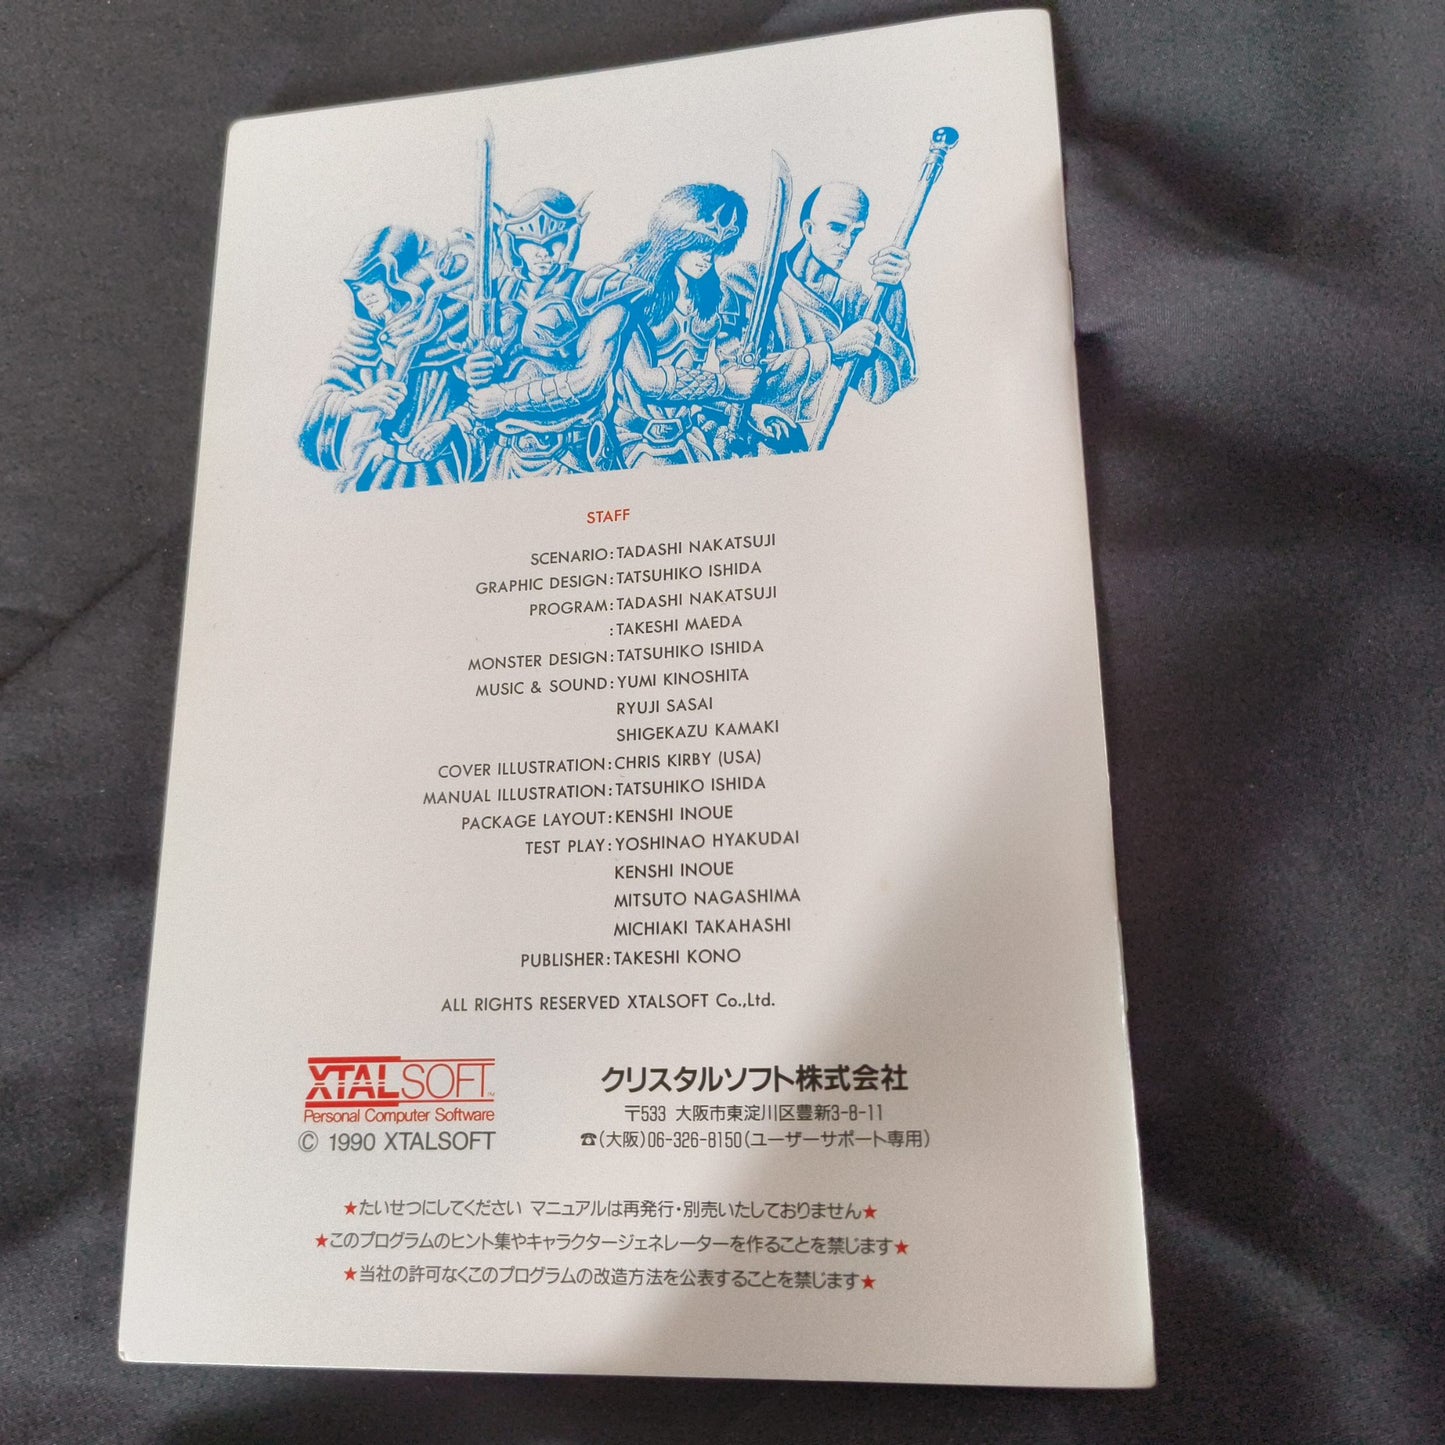 STAFF
SCENARIO:TADASHI NAKATSUJI
GRAPHIC DESIGN:TATSUHIKO ISHIDA
PROGRAM:TADASHI NAKATSUJI
:TAKESHI MAEDA
MONSTER DESIGN:TATSUHIKO ISHIDA
MUSIC & SOUND:YUMI KINOSHITA
RYUJI SASAI
SHIGEKAZU KAMAKI
COVER ILLUSTRATION:CHRIS KIRBY (USA)
MANUAL ILLUSTRATION:TATSUHIKO ISHIDA
PACKAGE LAYOUT:KENSHI INOUE
TEST PLAY:YOSHINAO HYAKUDAI
KENSHI INOUE
MITSUTO NAGASHIMA
MICHIAKI TAKAHASHI
PUBLISHER:TAKESHI KONO
ALL RIGHTS RESERVED XTALSOFT Co.,Ltd.
XTALSOFT™
Personal Computer Software
© 1990 XTALSOFT
クリスタルソフト株式会社
〒533 大阪市東淀川区豊新3-8-11
☎(大阪)06-326-8150(ユーザーサポート専用)
★たいせつにしてください マニュアルは再発行・別売いたしておりません★
★このプログラムのヒント集やキャラクタージェネレーターを作ることを禁じます★
★当社の許可なくこのプログラムの改造方法を公表することを禁じます★